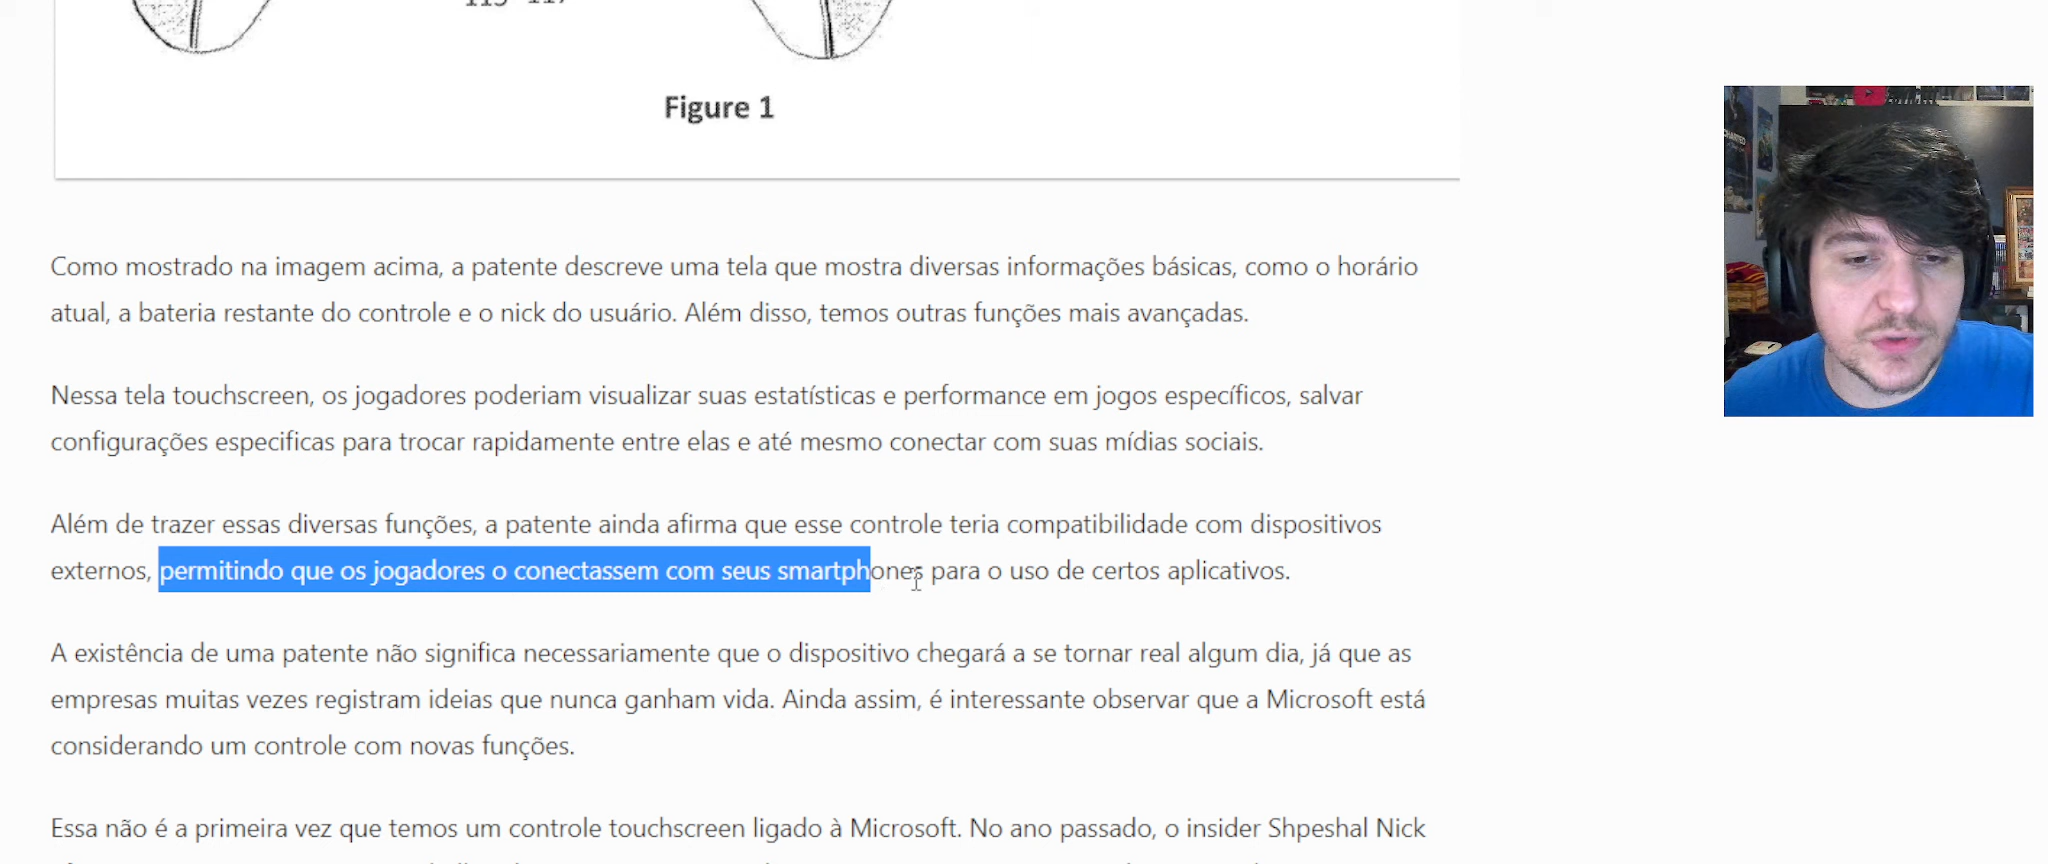 Figure 1
Como mostrado na imagem acima, a patente descreve uma tela que mostra diversas informações básicas, como o horário
atual, a bateria restante do controle e o nick do usuário. Além disso, temos outras funções mais avançadas.
Nessa tela touchscreen, os jogadores poderiam visualizar suas estatísticas e performance em jogos específicos, salvar
configurações especificas para trocar rapidamente entre elas e até mesmo conectar com suas mídias sociais.
Além de trazer essas diversas funções, a patente ainda afirma que esse controle teria compatibilidade com dispositivos
externos, permitindo que os jogadores o conectassem com seus smartphones para o uso de certos aplicativos.
A existência de uma patente não significa necessariamente que o dispositivo chegará a se tornar real algum dia, já que as
empresas muitas vezes registram ideias que nunca ganham vida. Ainda assim, é interessante observar que a Microsoft está
considerando um controle com novas funções.
Essa não é a primeira vez que temos um controle touchscreen ligado à Microsoft. No ano passado, o insider Shpeshal Nick